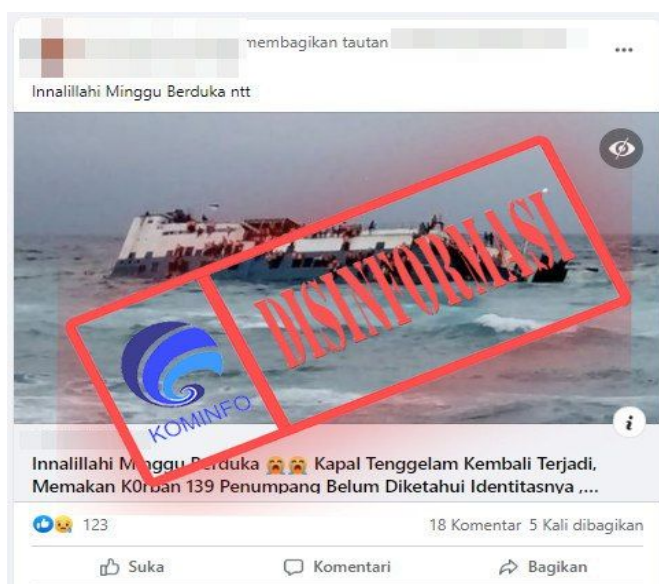 membagikan tautan
Innalillahi Minggu Berduka ntt
DISINFORMASI
KOMINFO
Innalillahi Minggu Berduka 😭😭 Kapal Tenggelam Kembali Terjadi,
Memakan K0rban 139 Penumpang Belum Diketahui Identitasnya ,...
123
18 Komentar 5 Kali dibagikan
Suka Komentari Bagikan